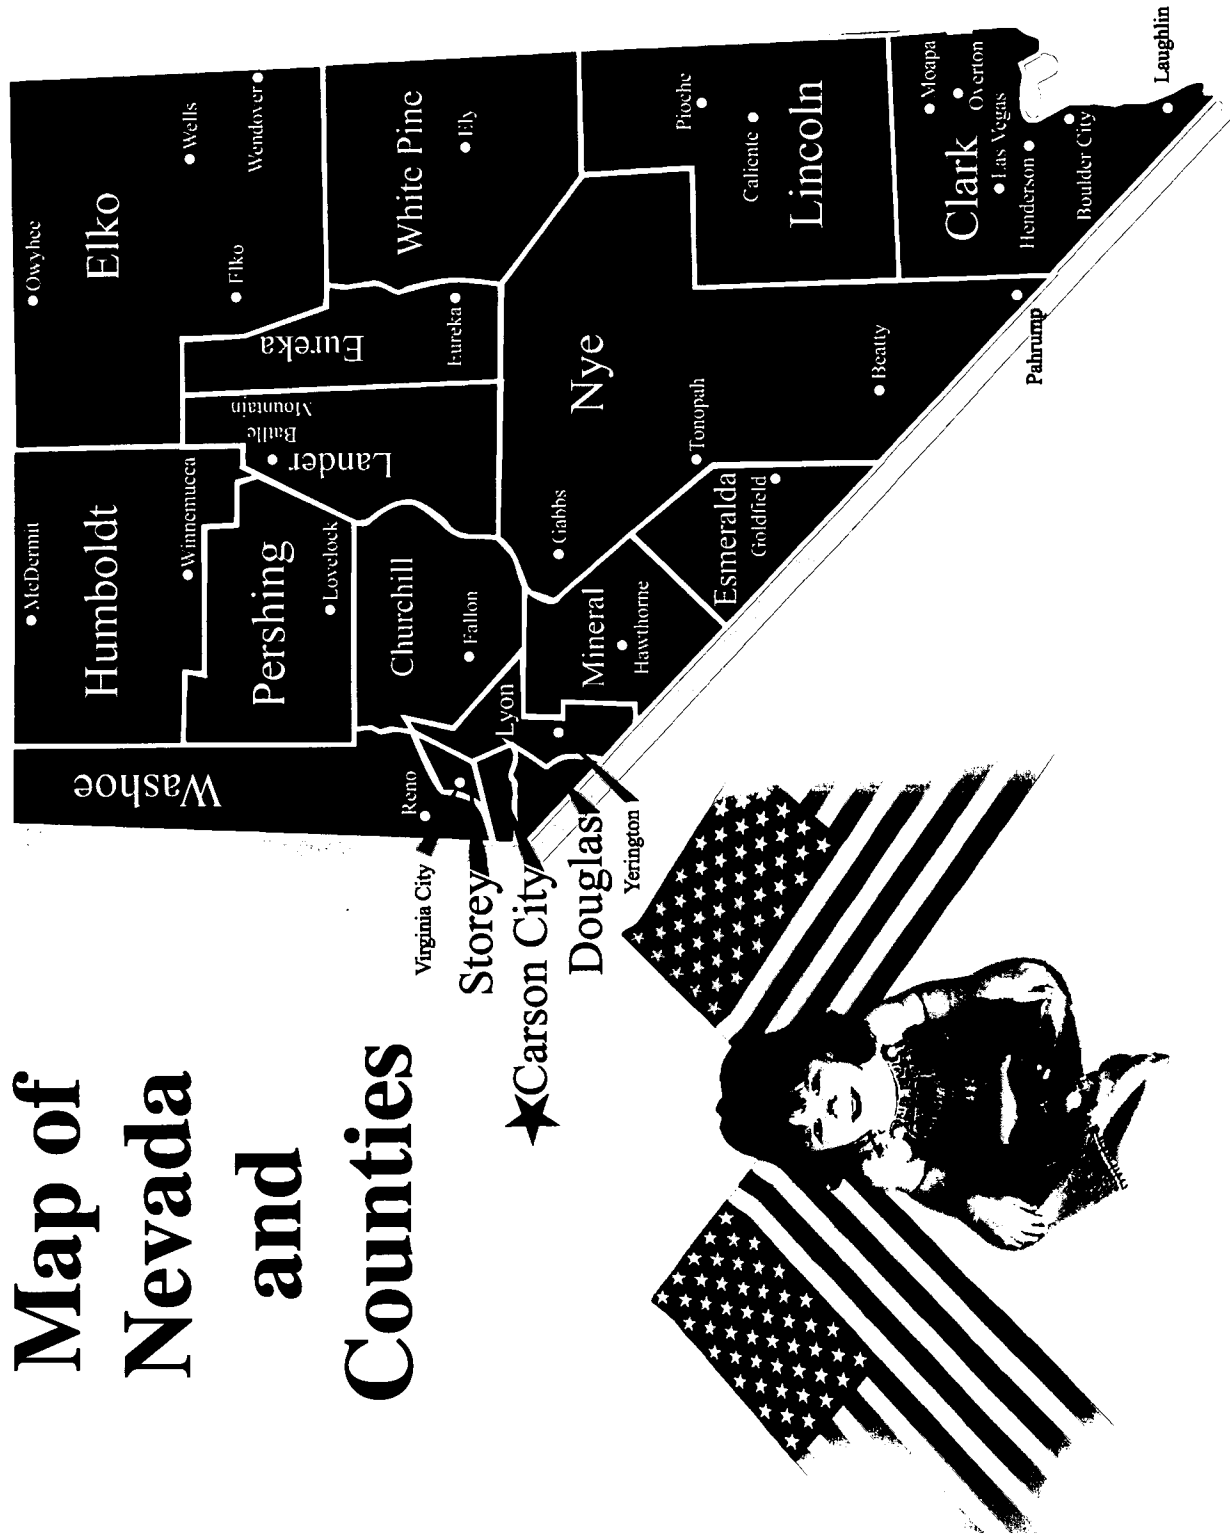 Map of
Nevada
and
Counties
Washoe
Humboldt
McDermit
Winnemucca
Elko
Owyhee
Wells
Wendover
Elko
Pershing
Lovelock
Lander
Battle
Mountain
Eureka
Eureka
White Pine
Ely
Churchill
Fallon
Reno
Virginia City
Storey
Carson City
Douglas
Yerington
Lyon
Mineral
Hawthorne
Nye
Gabbs
Tonopah
Beatty
Pahrump
Esmeralda
Goldfield
Lincoln
Pioche
Caliente
Clark
Moapa
Overton
Las Vegas
Henderson
Boulder City
Laughlin